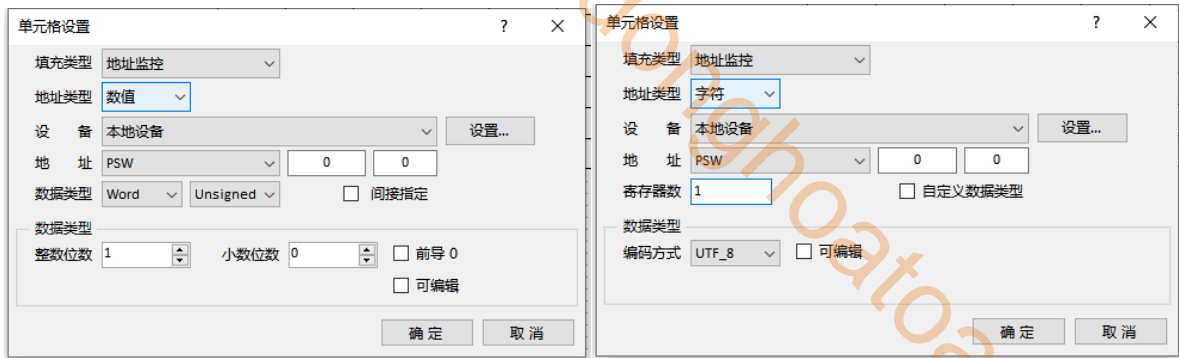 单元格设置 ? ×
填充类型 地址监控
地址类型 数值
设 备 本地设备 设置...
地 址 PSW 0 0
数据类型 Word Unsigned 间接指定
数据类型
整数位数 1 小数位数 0 前导 0
可编辑
确定 取消
单元格设置 ? ×
填充类型 地址监控
地址类型 字符
设 备 本地设备 设置...
地 址 PSW 0 0
寄存器数 1 自定义数据类型
数据类型
编码方式 UTF_8 可编辑
确定 取消